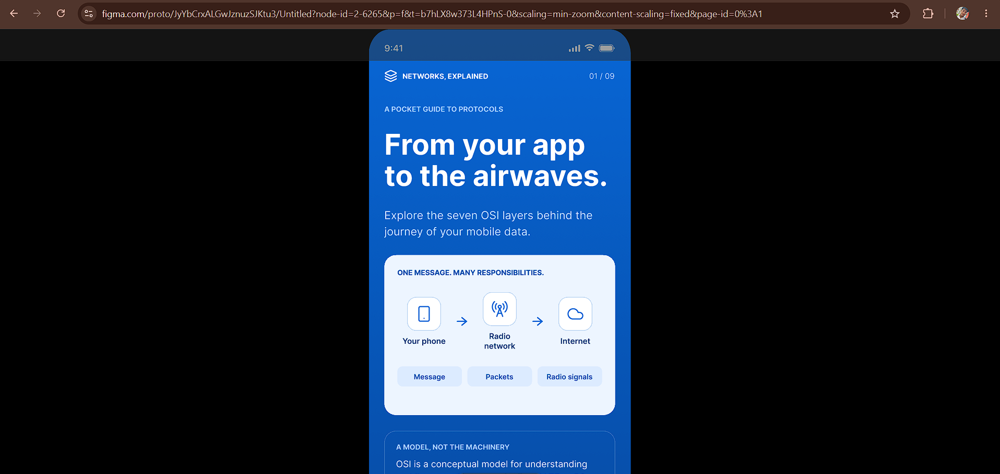 figma.com/proto/JyYbCrxALGwJznuzSJKtu3/Untitled?node-id=2-6265&p=f&t=b7hLX8w373L4HPnS-0&scaling=min-zoom&content-scaling=fixed&page-id=0%3A1
9:41
NETWORKS, EXPLAINED
01 / 09
A POCKET GUIDE TO PROTOCOLS
From your app
to the airwaves.
Explore the seven OSI layers behind the
journey of your mobile data.
ONE MESSAGE. MANY RESPONSIBILITIES.
Your phone
Radio
network
Internet
Message
Packets
Radio signals
A MODEL, NOT THE MACHINERY
OSI is a conceptual model for understanding